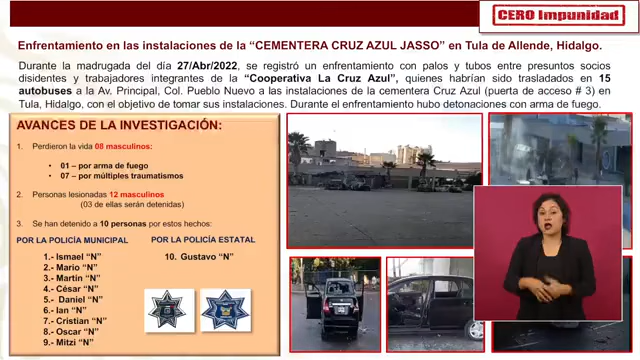 CERO Impunidad
Enfrentamiento en las instalaciones de la “CEMENTERA CRUZ AZUL JASSO” en Tula de Allende, Hidalgo.
Durante la madrugada del día 27/Abr/2022, se registró un enfrentamiento con palos y tubos entre presuntos socios
disidentes y trabajadores integrantes de la “Cooperativa La Cruz Azul”, quienes habrían sido trasladados en 15
autobuses a la Av. Principal, Col. Pueblo Nuevo a las instalaciones de la cementera Cruz Azul (puerta de acceso # 3) en
Tula, Hidalgo, con el objetivo de tomar sus instalaciones. Durante el enfrentamiento hubo detonaciones con arma de fuego.
AVANCES DE LA INVESTIGACIÓN:
1. Perdieron la vida 08 masculinos:
• 01 – por arma de fuego
• 07 – por múltiples traumatismos
2. Personas lesionadas 12 masculinos
(03 de ellas serán detenidas)
3. Se han detenido a 10 personas por estos hechos:
POR LA POLICÍA MUNICIPAL
1.- Ismael “N”
2.- Mario “N”
3.- Martin “N”
4.- César “N”
5.- Daniel “N”
6.- Ian “N”
7.- Cristian “N”
8.- Oscar “N”
9.- Mitzi “N”
POR LA POLICÍA ESTATAL
10. Gustavo “N”